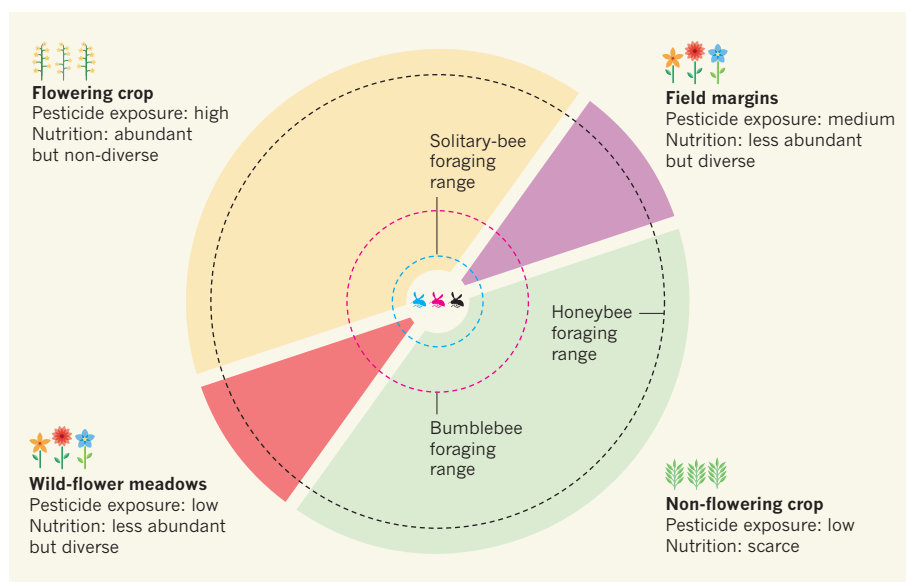 Flowering crop
Pesticide exposure: high
Nutrition: abundant
but non-diverse
Field margins
Pesticide exposure: medium
Nutrition: less abundant
but diverse
Solitary-bee
foraging
range
Honeybee
foraging
range
Bumblebee
foraging
range
Wild-flower meadows
Pesticide exposure: low
Nutrition: less abundant
but diverse
Non-flowering crop
Pesticide exposure: low
Nutrition: scarce